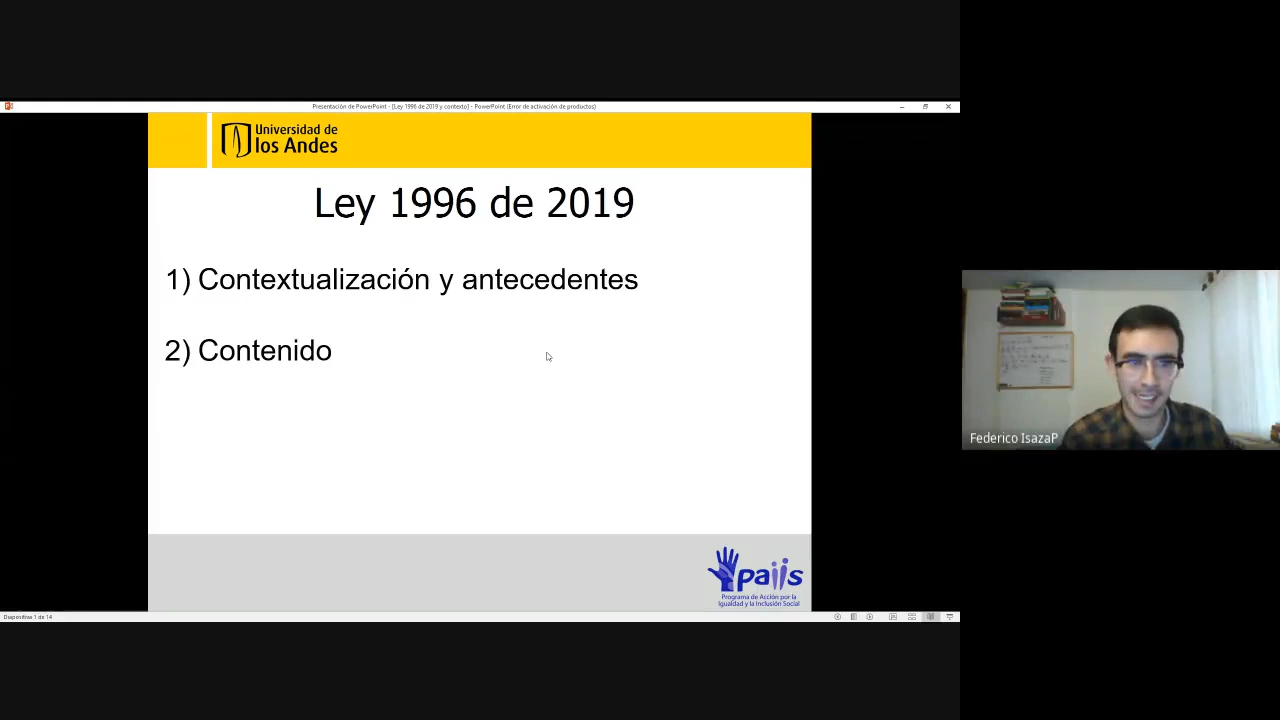 Presentación de PowerPoint - [Ley 1996 de 2019 y contexto] - PowerPoint (Error de activación de productos)
Universidad de
los Andes
Ley 1996 de 2019
1) Contextualización y antecedentes
2) Contenido
Federico IsazaP
paiis
Programa de Acción por la
Igualdad y la Inclusión Social
Diapositiva 1 de 14